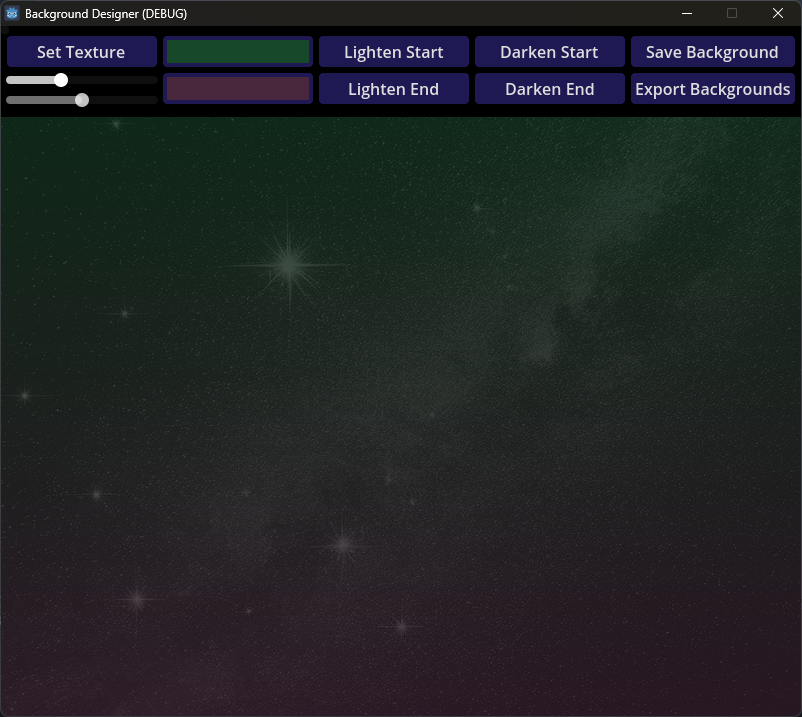 Background Designer (DEBUG)
Set Texture
Lighten Start
Darken Start
Save Background
Lighten End
Darken End
Export Backgrounds